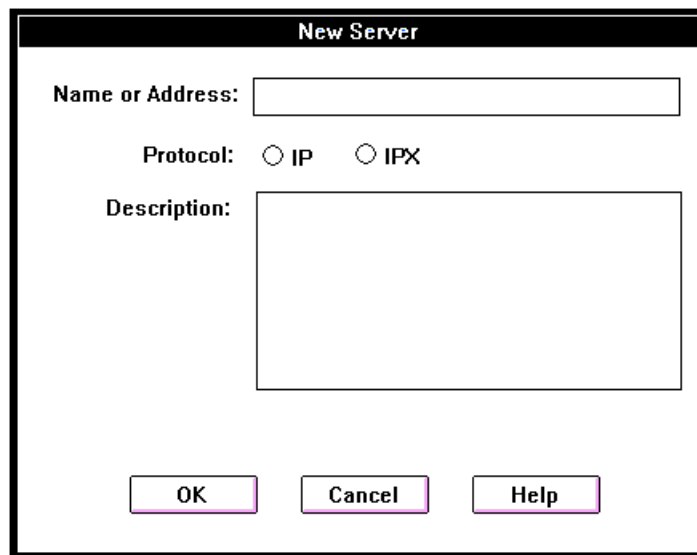 New Server
Name or Address:
Protocol: IP IPX
Description:
OK Cancel Help